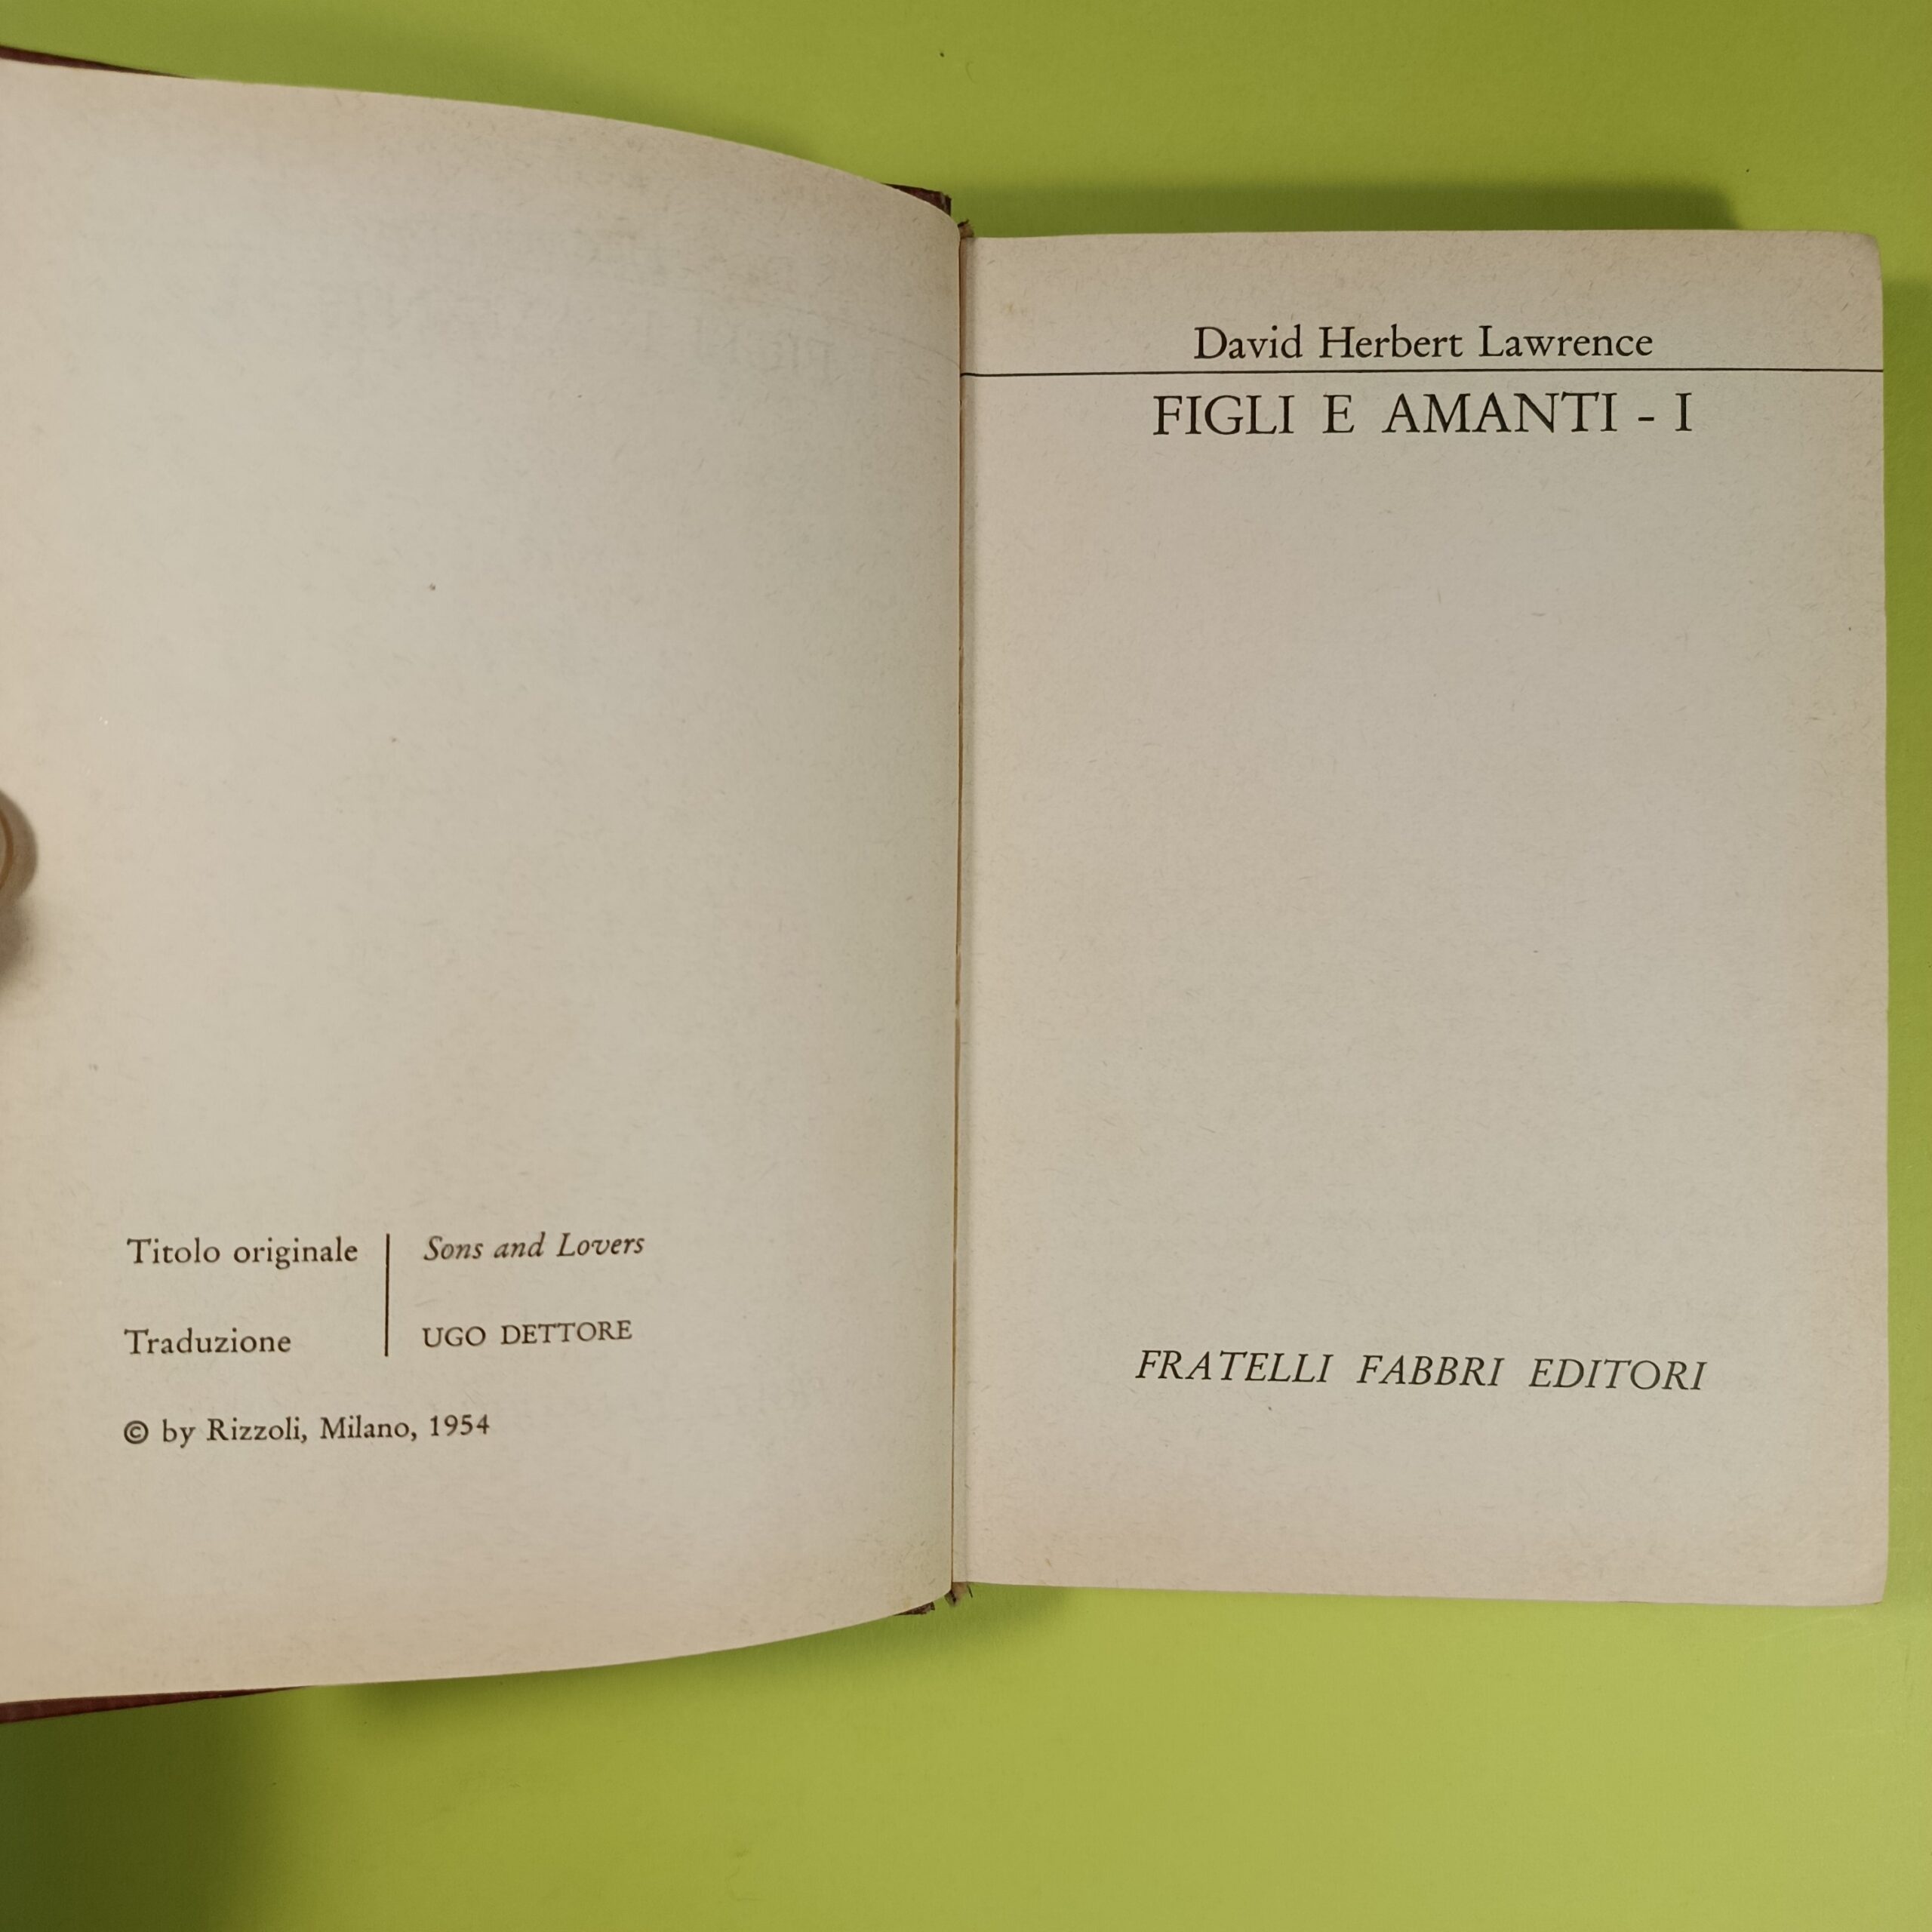 Titolo originale | Sons and Lovers
Traduzione | UGO DETTORE
© by Rizzoli, Milano, 1954
David Herbert Lawrence
FIGLI E AMANTI - I
FRATELLI FABBRI EDITORI